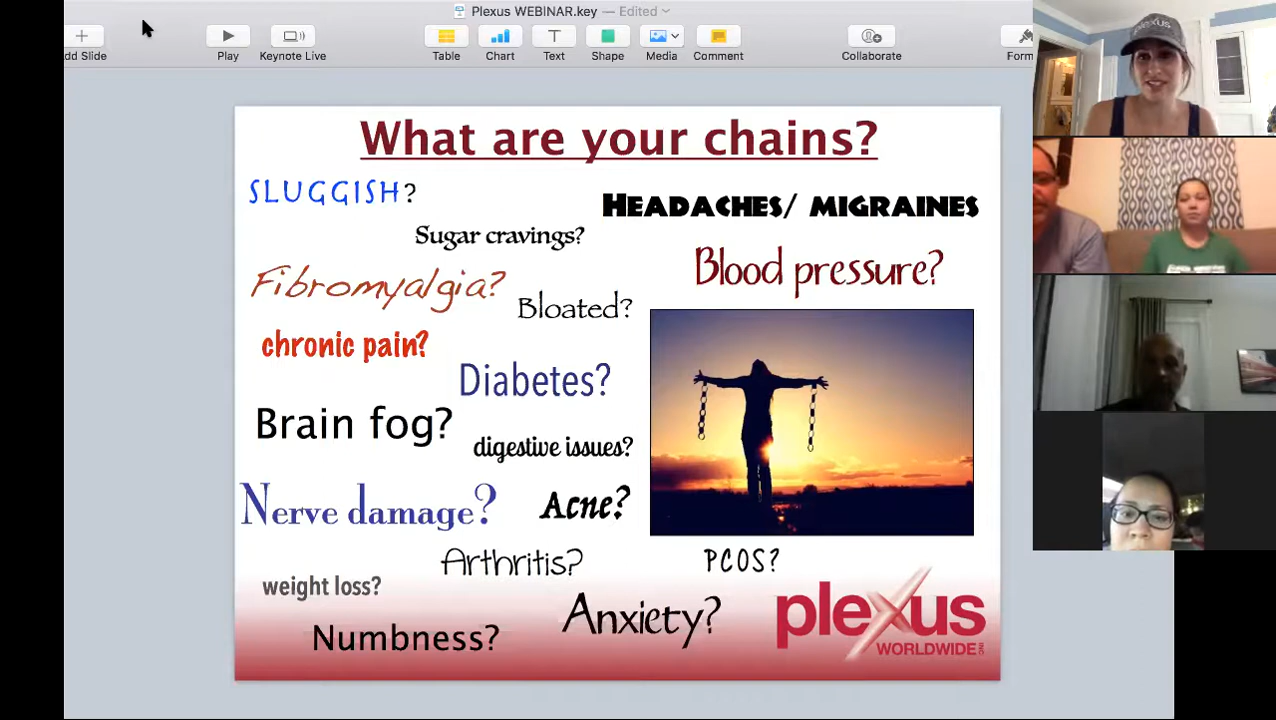 Plexus WEBINAR.key — Edited
dd Slide
Play
Keynote Live
Table
Chart
Text
Shape
Media
Comment
Collaborate
Form
plexus
What are your chains?
SLUGGISH?
HEADACHES/ MIGRAINES
Sugar cravings?
Blood pressure?
Fibromyalgia?
Bloated?
chronic pain?
Diabetes?
Brain fog?
digestive issues?
Nerve damage?
Acne?
Arthritis?
PCOS?
weight loss?
Anxiety?
Numbness?
plexus
WORLDWIDE INC